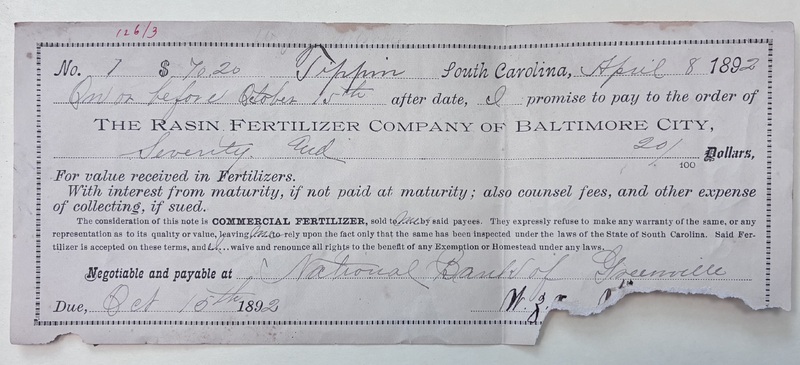 126/3
No. 1 $ 70.20 Tippin South Carolina, April 8 1892
On or before October 15th after date, I promise to pay to the order of
THE RASIN FERTILIZER COMPANY OF BALTIMORE CITY,
Seventy and 20/100 Dollars,
For value received in Fertilizers.
With interest from maturity, if not paid at maturity; also counsel fees, and other expense
of collecting, if sued.
The consideration of this note is COMMERCIAL FERTILIZER, sold to me by said payees. They expressly refuse to make any warranty of the same, or any
representation as to its quality or value, leaving me to rely upon the fact only that the same has been inspected under the laws of the State of South Carolina. Said Fer-
tilizer is accepted on these terms, and I waive and renounce all rights to the benefit of any Exemption or Homestead under any laws.
Negotiable and payable at National Bank of Greenville
Due, Oct 15th 1892 W.